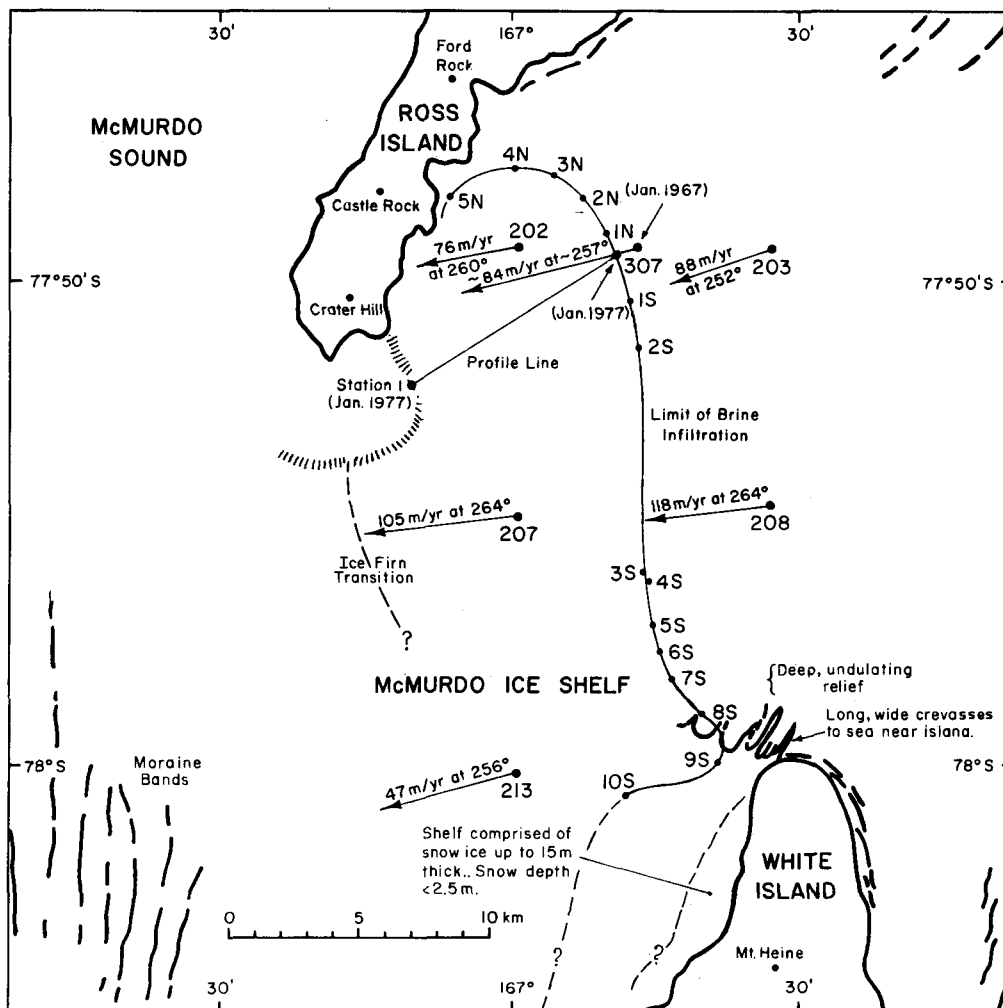 30'
167°
30'
Ford
Rock
ROSS
ISLAND
McMURDO
SOUND
4N
3N
2N
(Jan. 1967)
5N
Castle Rock
1N
202
76 m/yr
at 260°
~84 m/yr at ~257°
307
203
88 m/yr
at 252°
77°50'S
77°50'S
Crater Hill
(Jan. 1977)
1S
2S
Profile Line
Station 1
(Jan. 1977)
Limit of Brine
Infiltration
105 m/yr at 264°
207
118 m/yr at 264°
208
Ice Firn
Transition
3S
4S
5S
?
6S
7S
McMURDO ICE SHELF
Deep, undulating
relief
8S
Long, wide crevasses
to sea near island.
Moraine
Bands
9S
78°S
78°S
47 m/yr at 256°
213
10S
Shelf comprised of
snow ice up to 15m
thick.. Snow depth
<2.5m.
WHITE
ISLAND
0 5 10 km
?
?
Mt. Heine
30'
167°
30'